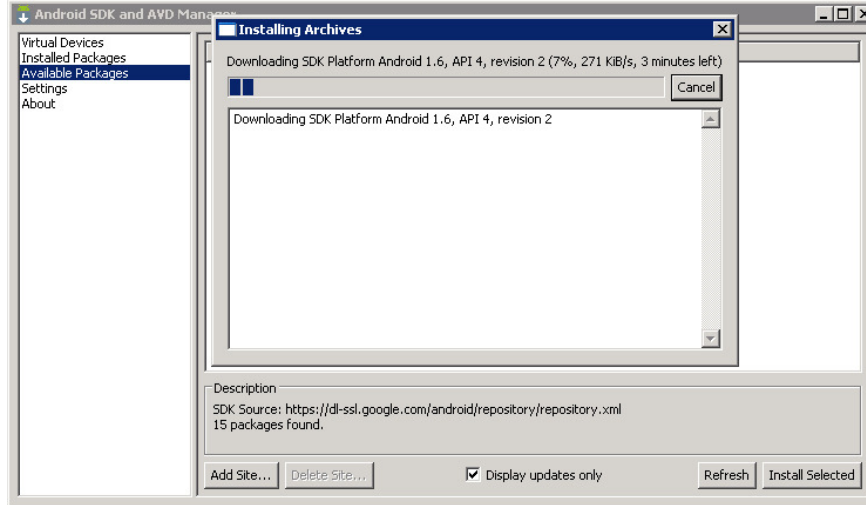 Android SDK and AVD Manager
Virtual Devices
Installed Packages
Available Packages
Settings
About
Installing Archives
Downloading SDK Platform Android 1.6, API 4, revision 2 (7%, 271 KiB/s, 3 minutes left)
Cancel
Downloading SDK Platform Android 1.6, API 4, revision 2
Description
SDK Source: https://dl-ssl.google.com/android/repository/repository.xml
15 packages found.
Add Site... Delete Site... Display updates only Refresh Install Selected